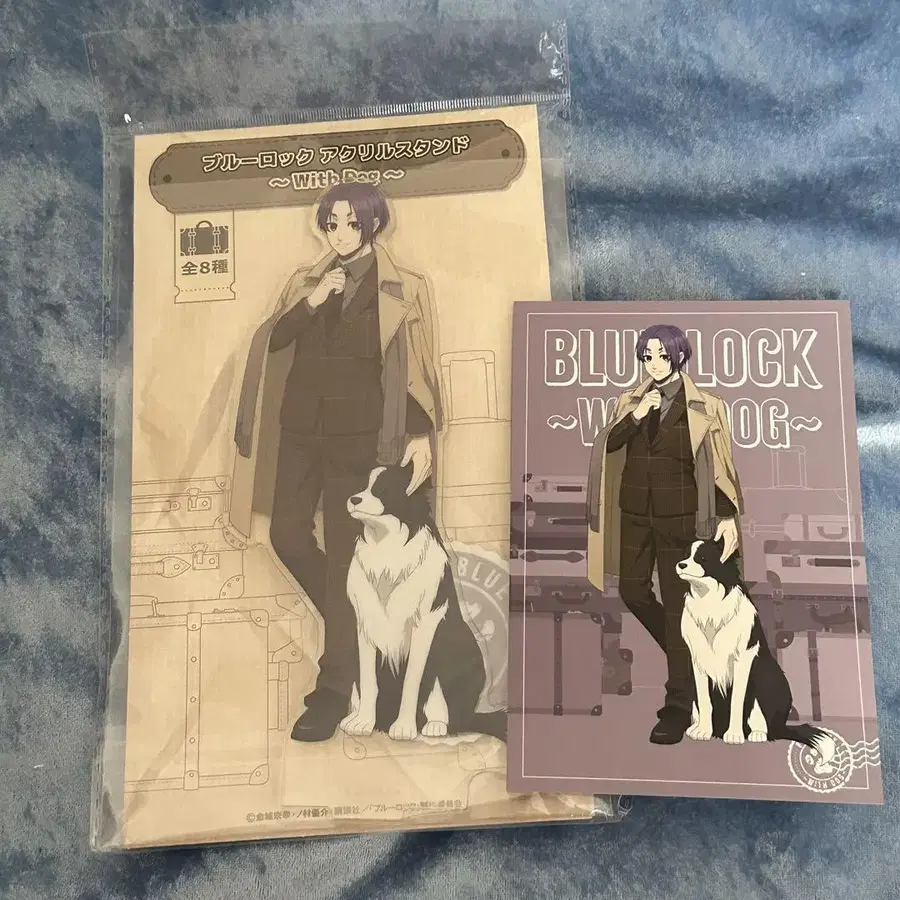 ブルーロック アクリルスタンド
～ With Dog ～
全8種
BLUE
©金城宗幸・ノ村優介・講談社／「ブルーロック」製作委員会
BLUE LOCK
～WITH DOG～
～WITH DOG～